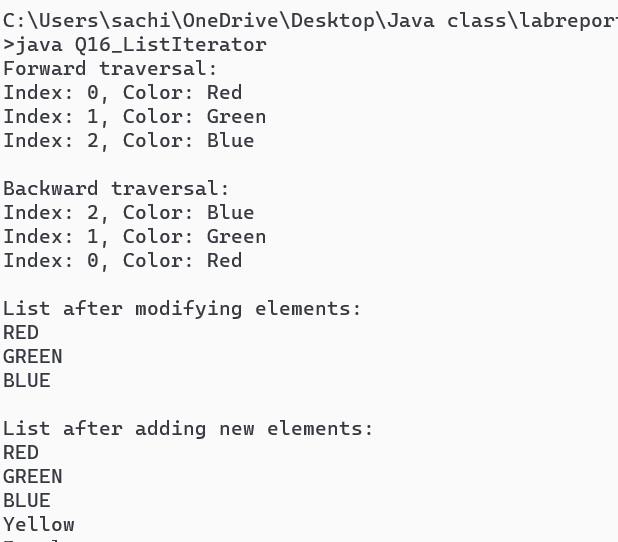 C:\Users\sachi\OneDrive\Desktop\Java class\labrepor
>java Q16_ListIterator
Forward traversal:
Index: 0, Color: Red
Index: 1, Color: Green
Index: 2, Color: Blue

Backward traversal:
Index: 2, Color: Blue
Index: 1, Color: Green
Index: 0, Color: Red

List after modifying elements:
RED
GREEN
BLUE

List after adding new elements:
RED
GREEN
BLUE
Yellow